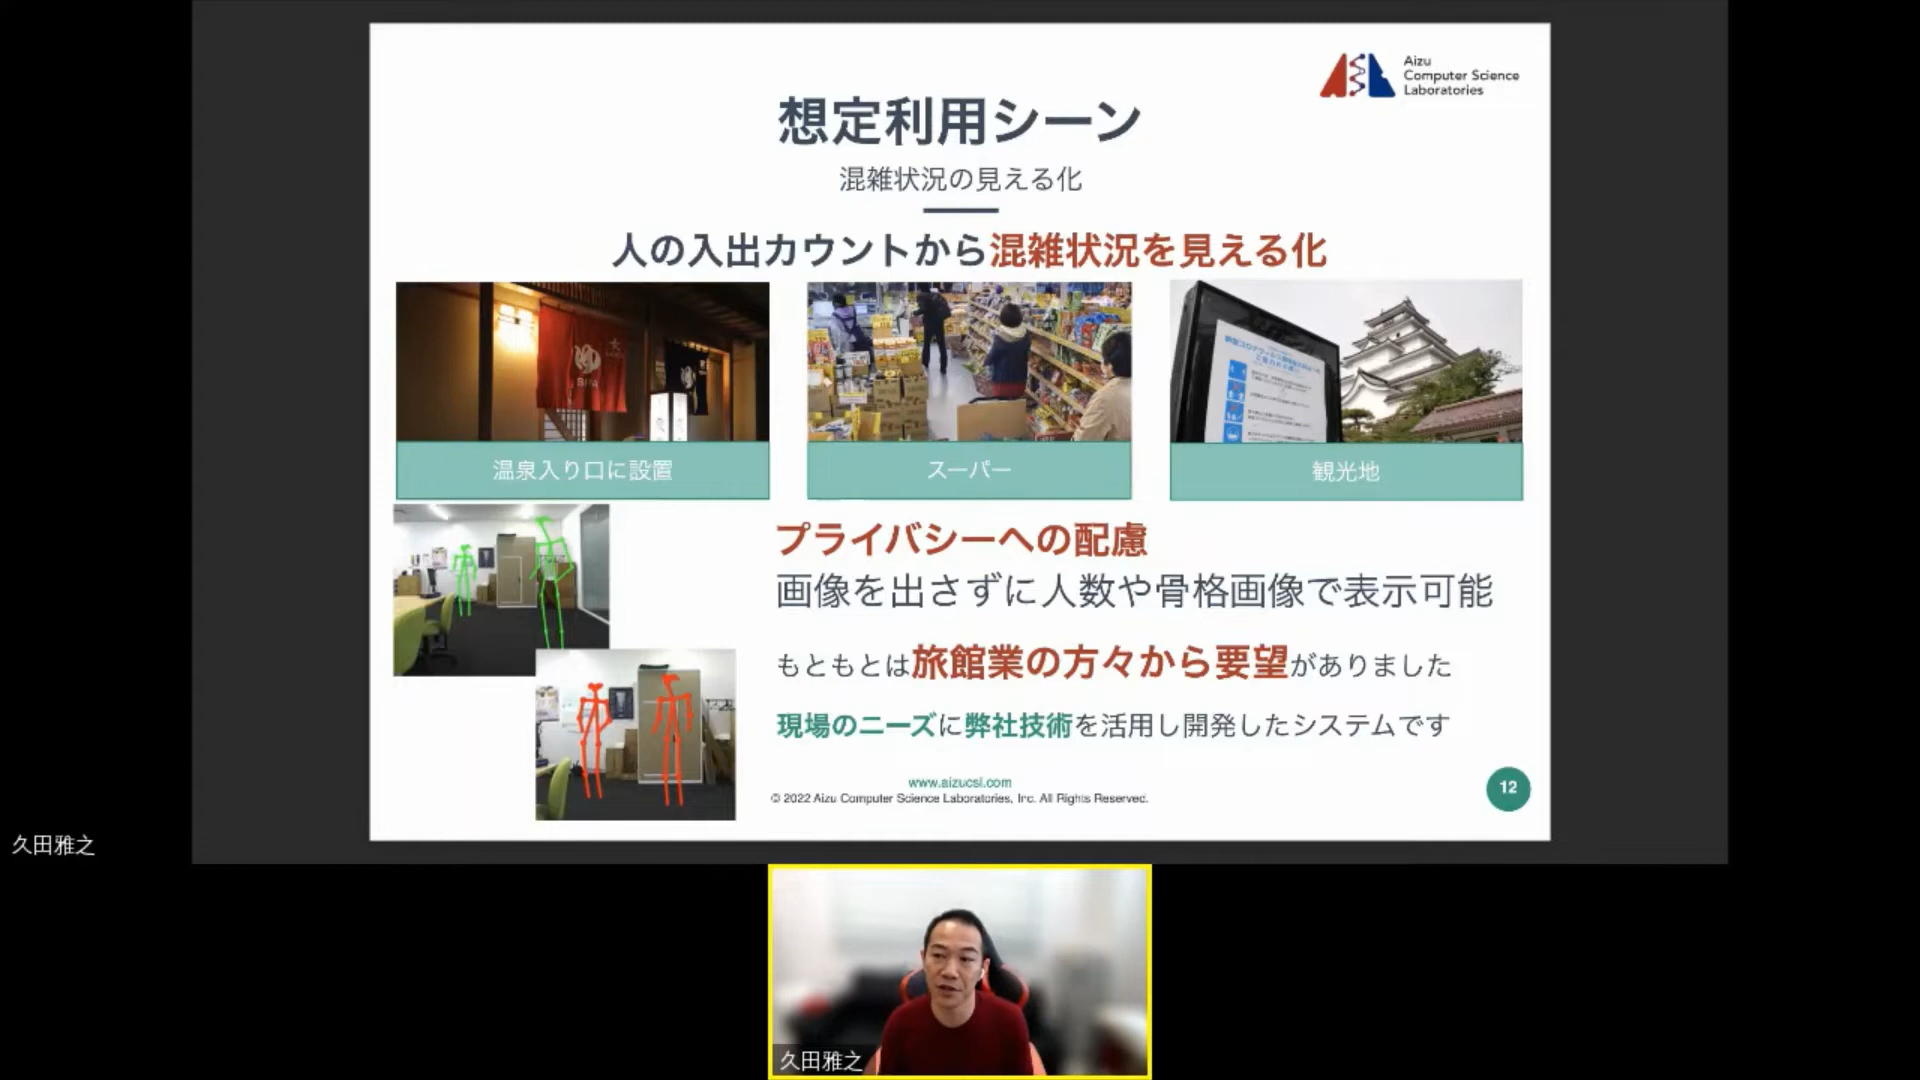 Aizu
Computer Science
Laboratories
想定利用シーン
混雑状況の見える化
人の入出カウントから混雑状況を見える化
温泉入り口に設置
スーパー
観光地
プライバシーへの配慮
画像を出さずに人数や骨格画像で表示可能
もともとは旅館業の方々から要望がありました
現場のニーズに弊社技術を活用し開発したシステムです
www.aizucsl.com
© 2022 Aizu Computer Science Laboratories, Inc. All Rights Reserved.
12
久田雅之
久田雅之